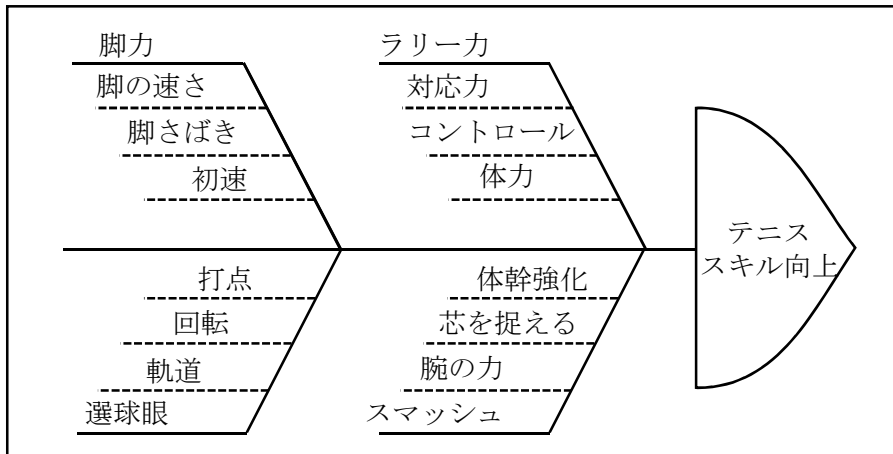 脚力
脚の速さ
脚さばき
初速
ラリー力
対応力
コントロール
体力
テニス
スキル向上
打点
回転
軌道
選球眼
体幹強化
芯を捉える
腕の力
スマッシュ